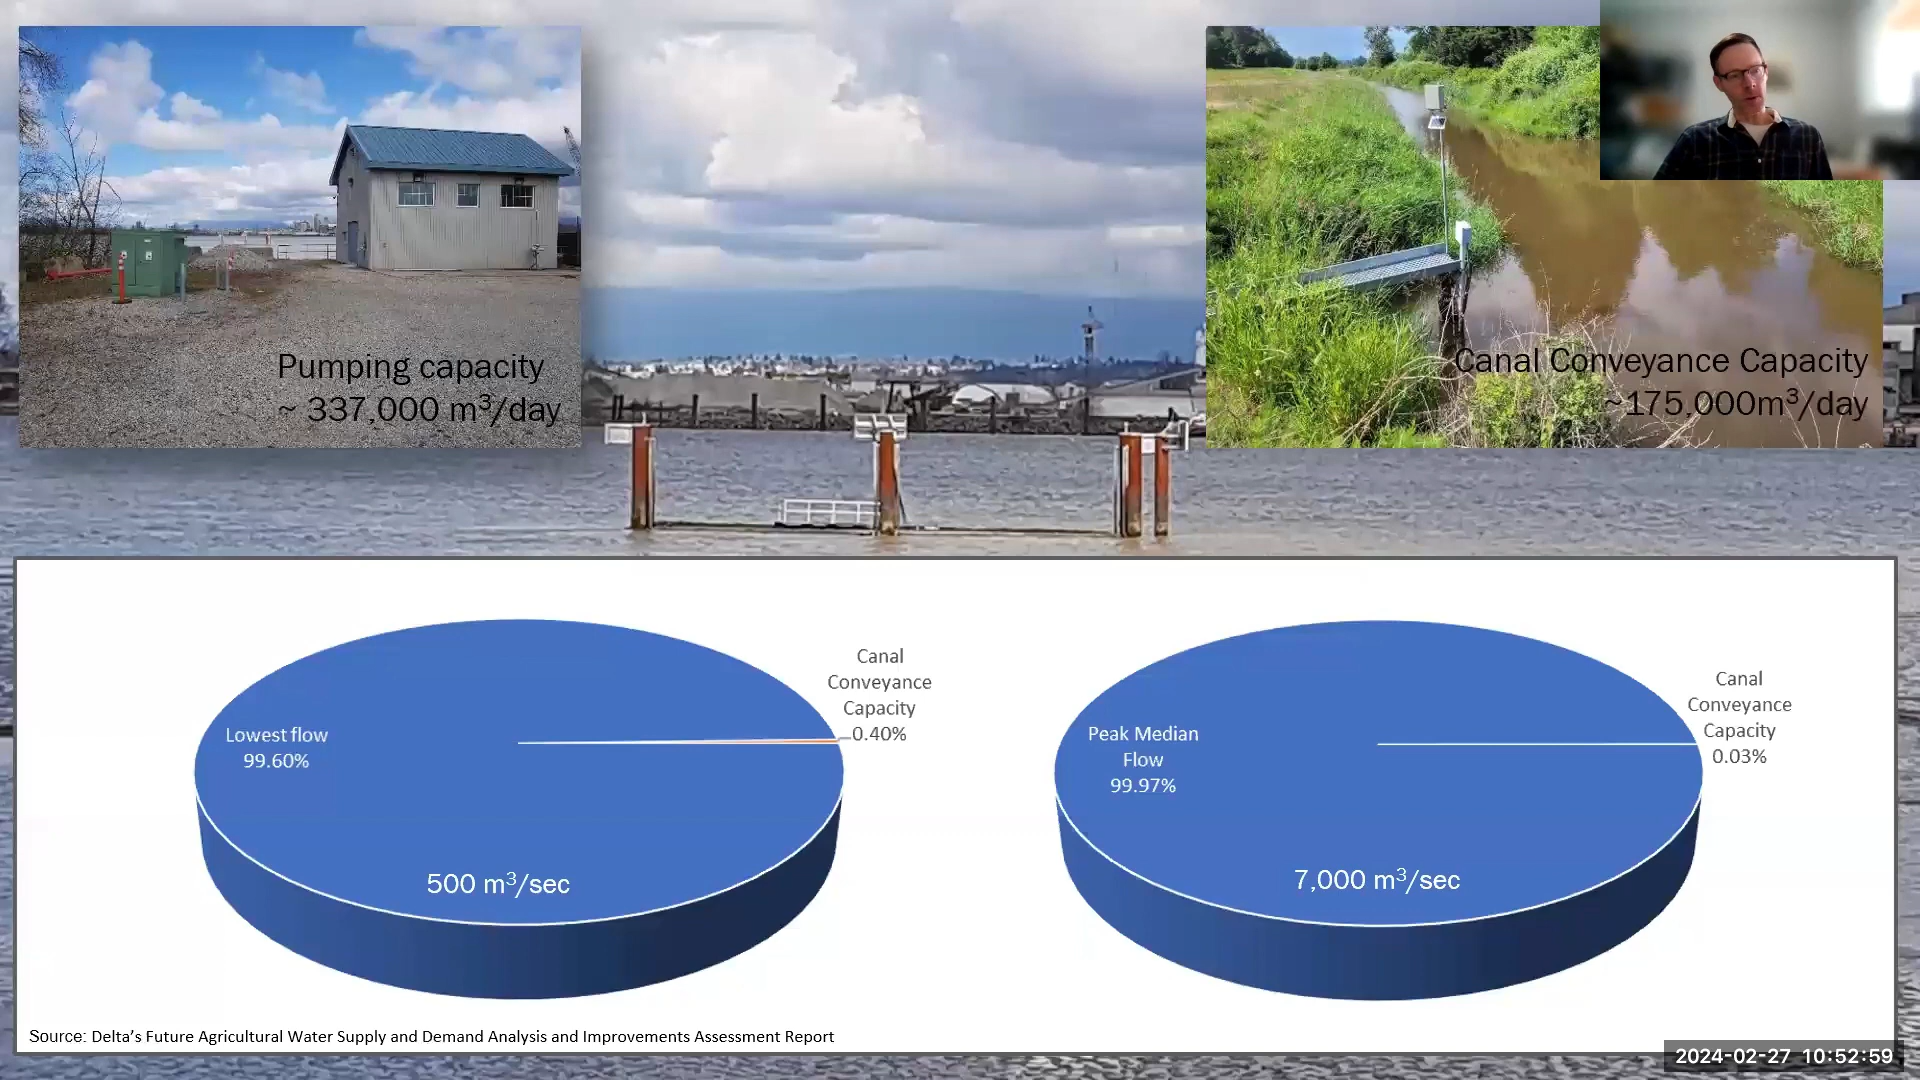 Pumping capacity
~ 337,000 m³/day
Canal Conveyance Capacity
~175,000m³/day
Lowest flow
99.60%
Canal
Conveyance
Capacity
0.40%
500 m³/sec
Peak Median
Flow
99.97%
Canal
Conveyance
Capacity
0.03%
7,000 m³/sec
Source: Delta's Future Agricultural Water Supply and Demand Analysis and Improvements Assessment Report
2024-02-27 10:52:59